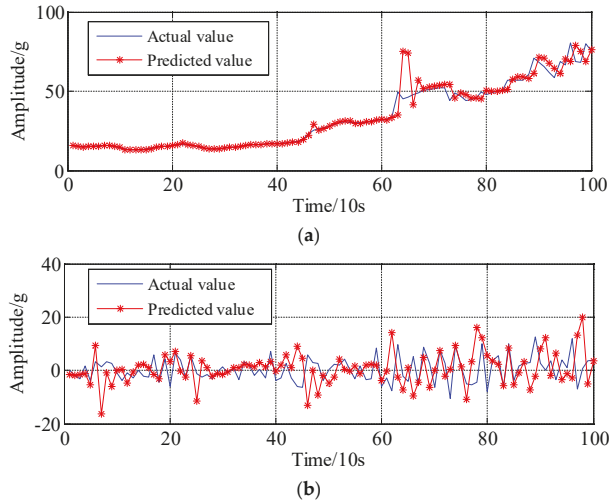 100
Actual value
Predicted value
50
0
Amplitude/g
0 20 40 60 80 100
Time/10s
(a)
40
Actual value
Predicted value
20
0
-20
Amplitude/g
0 20 40 60 80 100
Time/10s
(b)